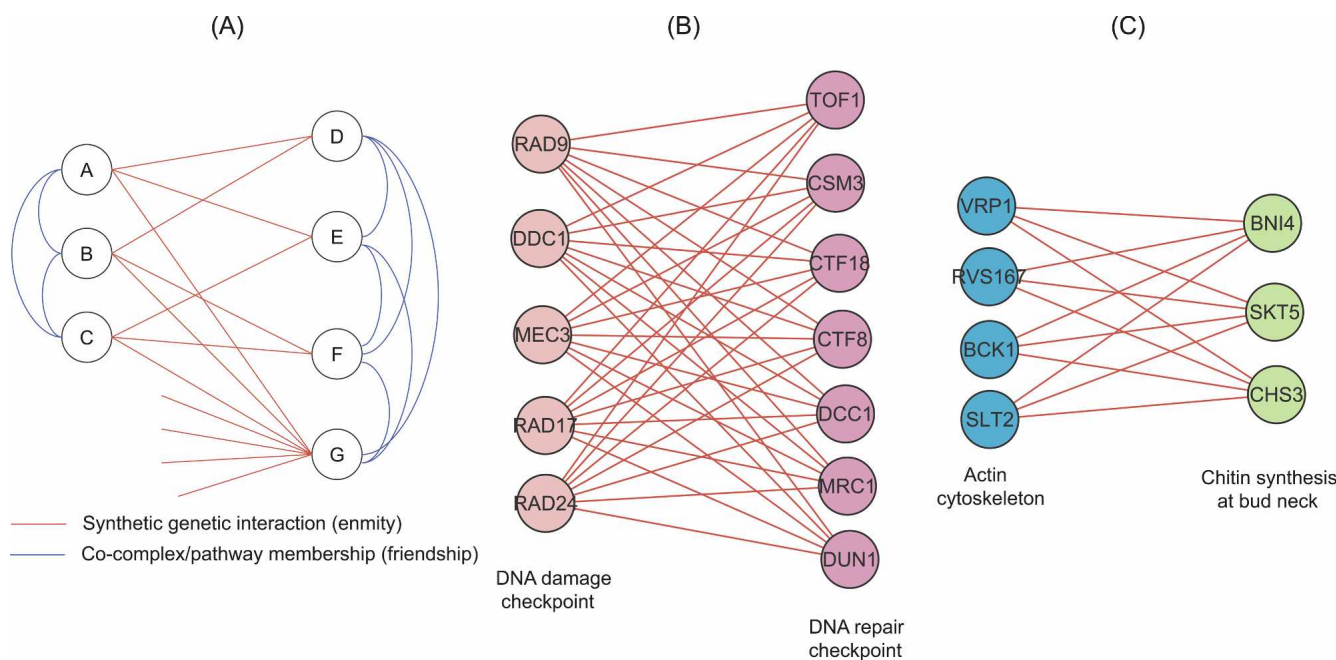 (A)
(B)
(C)
A
B
C
D
E
F
G
Synthetic genetic interaction (enmity)
Co-complex/pathway membership (friendship)
RAD9
DDC1
MEC3
RAD17
RAD24
DNA damage
checkpoint
TOF1
CSM3
CTF18
CTF8
DCC1
MRC1
DUN1
DNA repair
checkpoint
VRP1
RVS167
BCK1
SLT2
Actin
cytoskeleton
BNI4
SKT5
CHS3
Chitin synthesis
at bud neck